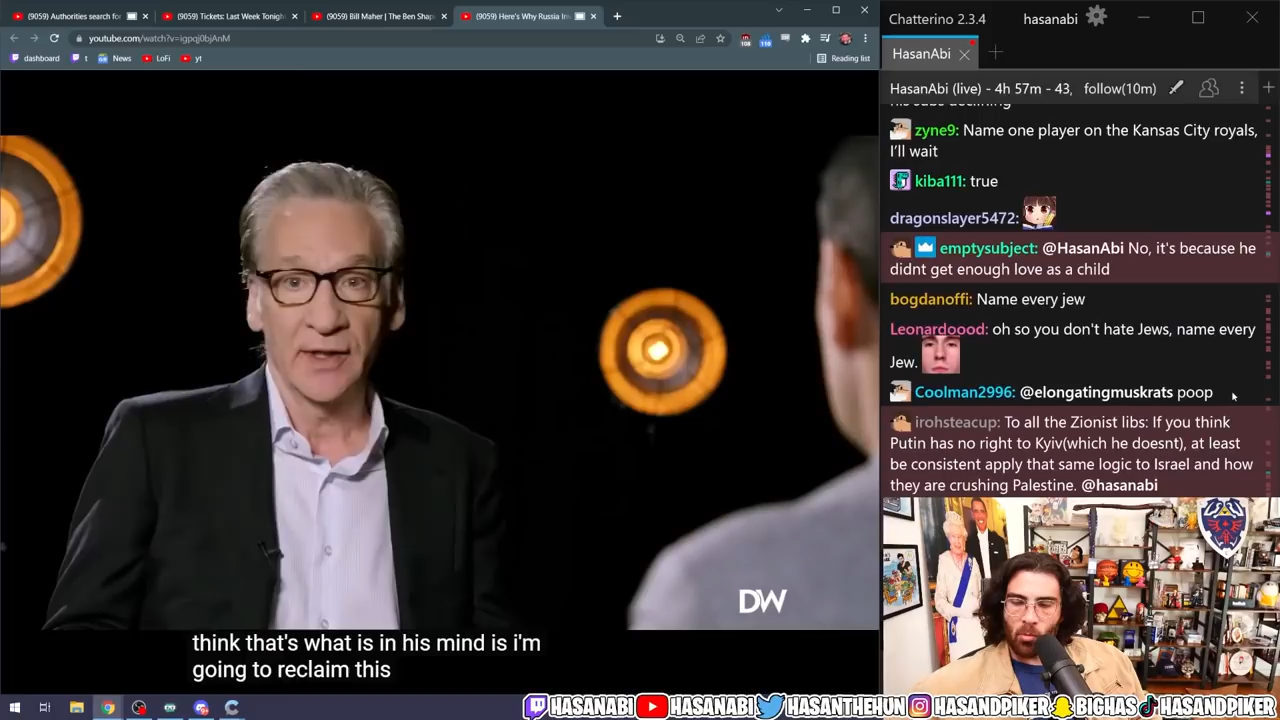 (9059) Authorities search for
(9059) Tickets: Last Week Tonigh
(9059) Bill Maher | The Ben Shap
(9059) Here's Why Russia In
youtube.com/watch?v=igpqj0bjAnM
108
110
dashboard
t
News
LoFi
yt
Reading list
think that's what is in his mind is i'm
going to reclaim this
DW
Chatterino 2.3.4
hasanabi
HasanAbi
HasanAbi (live) - 4h 57m - 43,
follow(10m)
his subs declining
zyne9: Name one player on the Kansas City royals,
I'll wait
kiba111: true
dragonslayer5472:
emptysubject: @HasanAbi No, it's because he
didnt get enough love as a child
bogdanoffi: Name every jew
Leonardoood: oh so you don't hate Jews, name every
Jew.
Coolman2996: @elongatingmuskrats poop
irohsteacup: To all the Zionist libs: If you think
Putin has no right to Kyiv(which he doesnt), at least
be consistent apply that same logic to Israel and how
they are crushing Palestine. @hasanabi
HASANABI HASANABI HASANTHEHUN HASANDPIKER BIGHAS HASANDPIKER